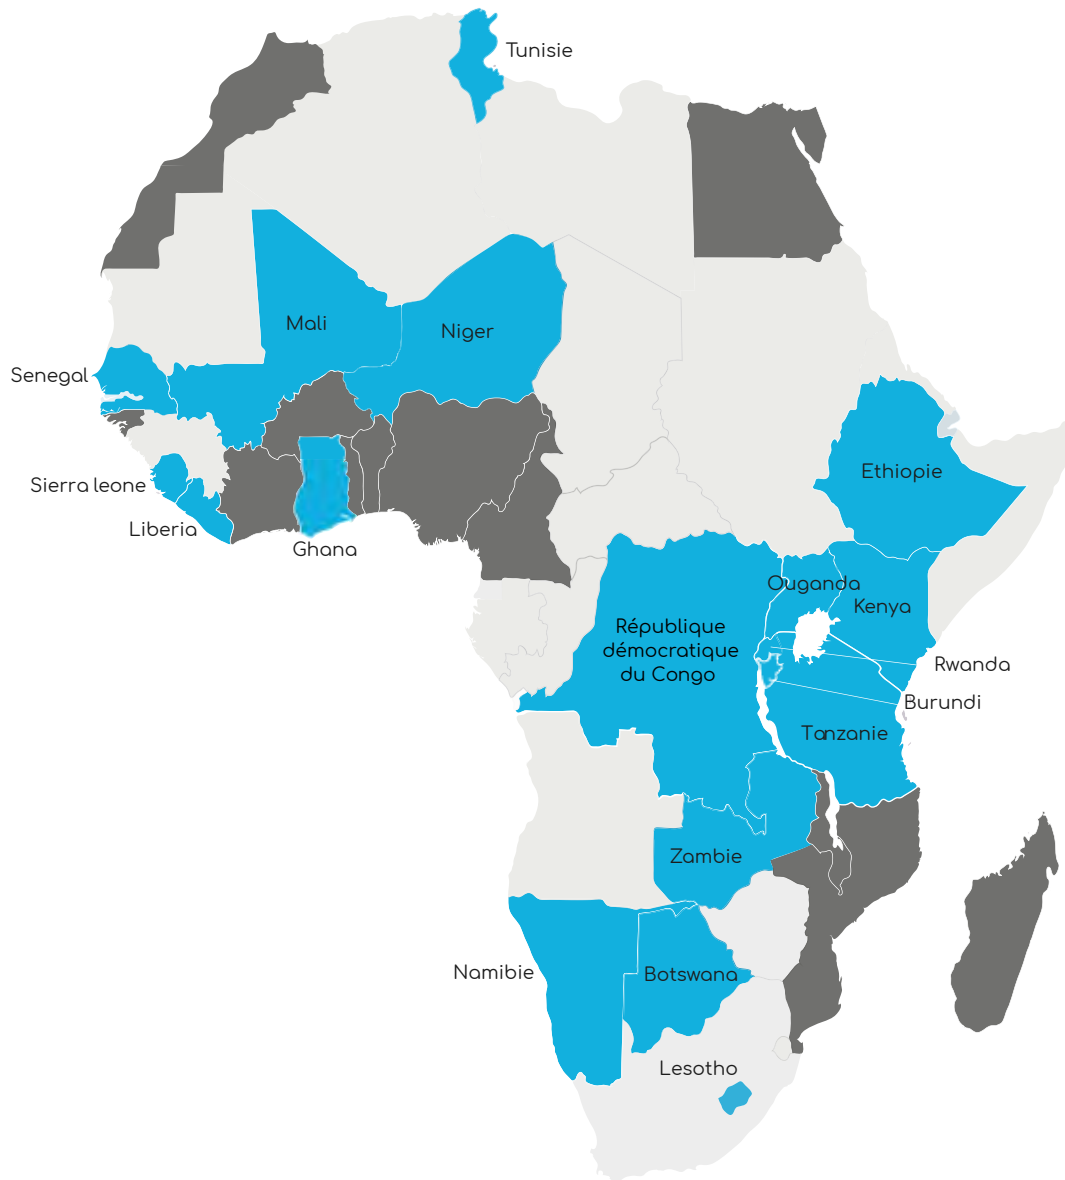 Tunisie
Mali
Niger
Senegal
Ethiopie
Sierra leone
Liberia
Ghana
Ouganda
Kenya
République
démocratique
du Congo
Rwanda
Burundi
Tanzanie
Zambie
Namibie
Botswana
Lesotho